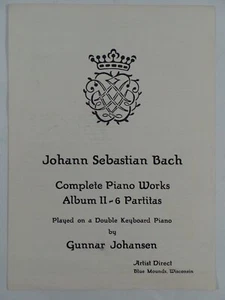 Johann Sebastian Bach
Complete Piano Works
Album II - 6 Partitas
Played on a Double Keyboard Piano
by
Gunnar Johansen
Artist Direct
Blue Mounds, Wisconsin